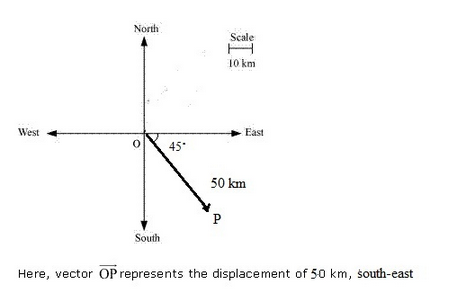 North
Scale
10 km
West
East
O
45°
50 km
P
South
Here, vector OP represents the displacement of 50 km, south-east